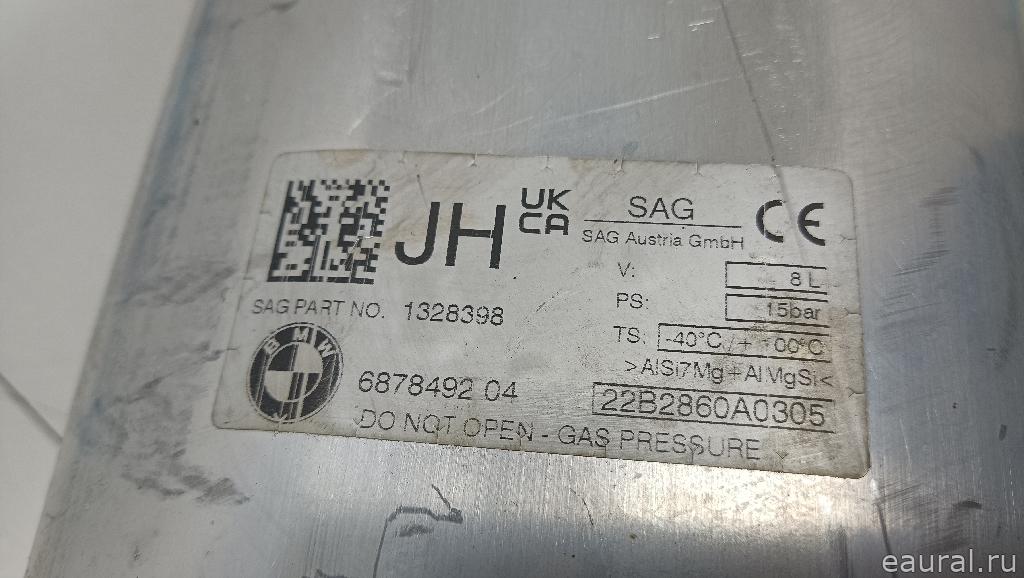 JH
UK
CA
SAG
SAG Austria GmbH
CE
V: 8 L
PS: 15bar
TS: -40°C / + 100°C
>AlSi7Mg+AlMgSi<
22B2860A0305
SAG PART NO. 1328398
BMW
6878492 04
DO NOT OPEN - GAS PRESSURE
eaural.ru